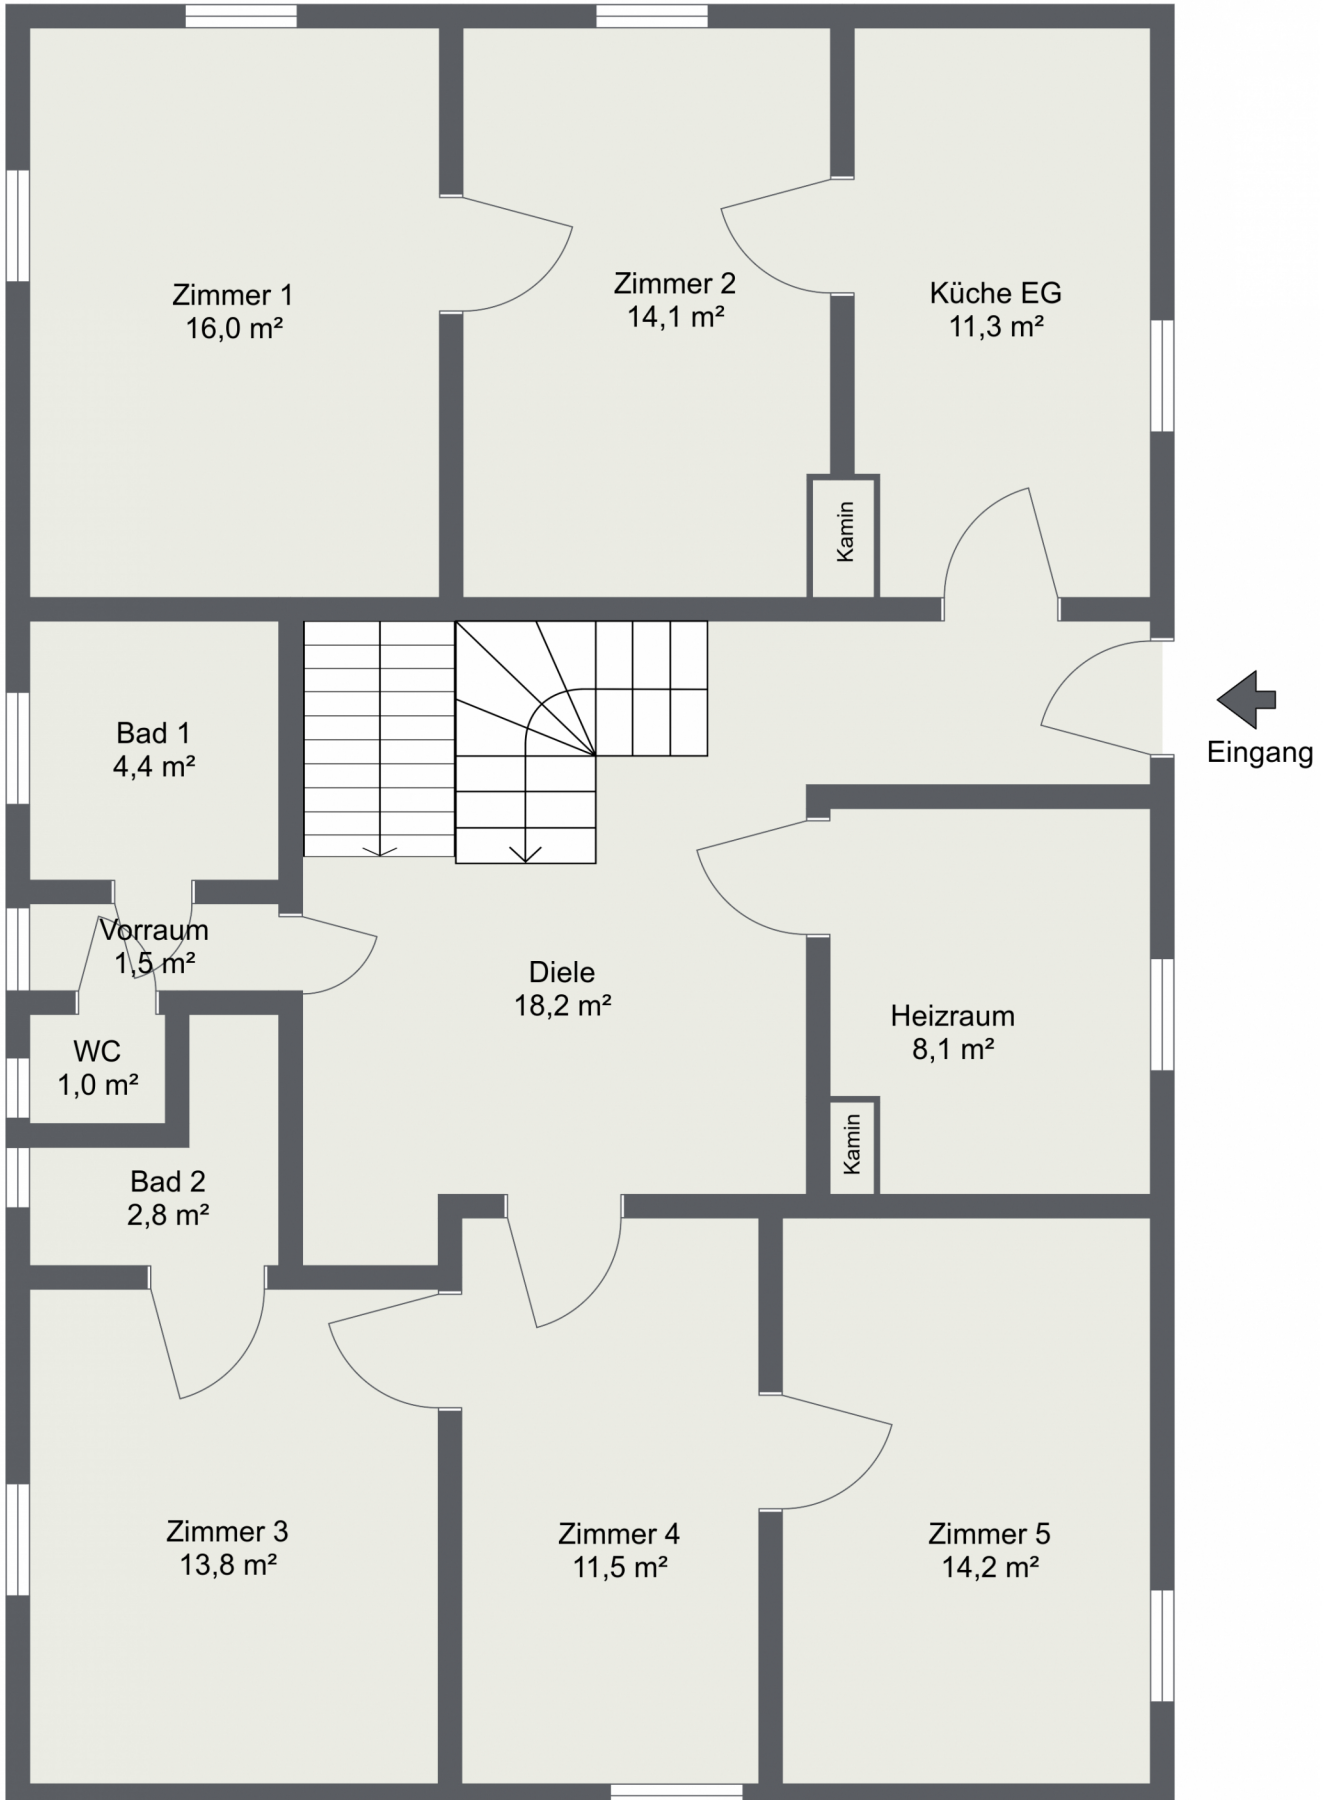 Zimmer 1
16,0 m²
Zimmer 2
14,1 m²
Küche EG
11,3 m²
Kamin
Bad 1
4,4 m²
Eingang
Vorraum
1,5 m²
Diele
18,2 m²
Heizraum
8,1 m²
WC
1,0 m²
Kamin
Bad 2
2,8 m²
Zimmer 3
13,8 m²
Zimmer 4
11,5 m²
Zimmer 5
14,2 m²